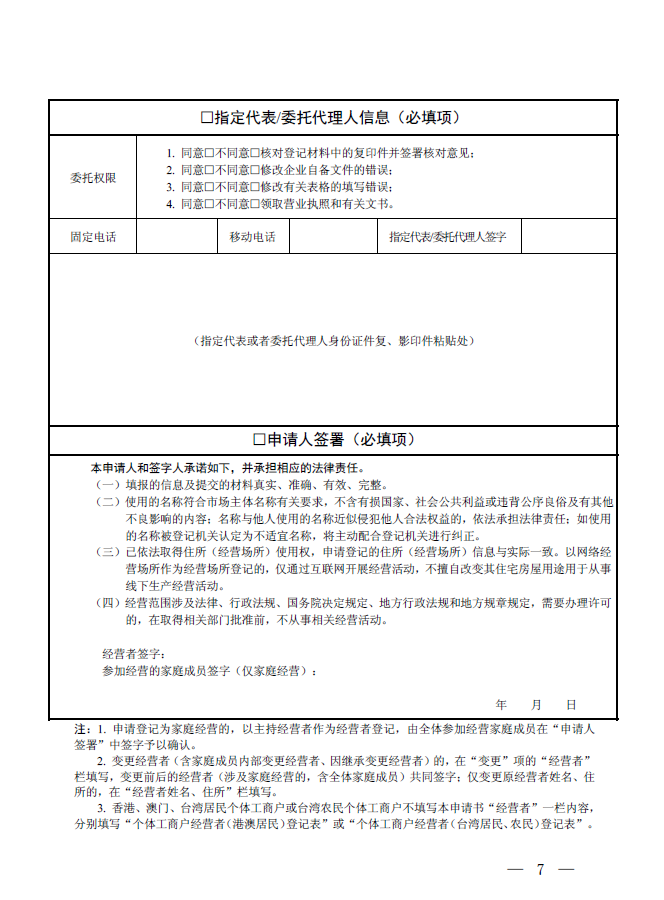 □指定代表/委托代理人信息（必填项）
委托权限
1. 同意□不同意□核对登记材料中的复印件并签署核对意见；
2. 同意□不同意□修改企业自备文件的错误；
3. 同意□不同意□修改有关表格的填写错误；
4. 同意□不同意□领取营业执照和有关文书。
固定电话 移动电话 指定代表/委托代理人签字
（指定代表或者委托代理人身份证件复、影印件粘贴处）
□申请人签署（必填项）
本申请人和签字人承诺如下，并承担相应的法律责任。
（一）填报的信息及提交的材料真实、准确、有效、完整。
（二）使用的名称符合市场主体名称有关要求，不含有损国家、社会公共利益或违背公序良俗及有其他
不良影响的内容；名称与他人使用的名称近似侵犯他人合法权益的，依法承担法律责任；如使用
的名称被登记机关认定为不适宜名称，将主动配合登记机关进行纠正。
（三）已依法取得住所（经营场所）使用权，申请登记的住所（经营场所）信息与实际一致。以网络经
营场所作为经营场所登记的，仅通过互联网开展经营活动，不擅自改变其住宅房屋用途用于从事
线下生产经营活动。
（四）经营范围涉及法律、行政法规、国务院决定规定、地方行政法规和地方规章规定，需要办理许可
的，在取得相关部门批准前，不从事相关经营活动。
经营者签字：
参加经营的家庭成员签字（仅家庭经营）：
年 月 日
注：1. 申请登记为家庭经营的，以主持经营者作为经营者登记，由全体参加经营家庭成员在“申请人
签署”中签字予以确认。
2. 变更经营者（含家庭成员内部变更经营者、因继承变更经营者）的，在“变更”项的“经营者”
栏填写，变更前后的经营者（涉及家庭经营的，含全体家庭成员）共同签字；仅变更原经营者姓名、住
所的，在“经营者姓名、住所”栏填写。
3. 香港、澳门、台湾居民个体工商户或台湾农民个体工商户不填写本申请书“经营者”一栏内容，
分别填写“个体工商户经营者（港澳居民）登记表”或“个体工商户经营者（台湾居民、农民）登记表”。
— 7 —